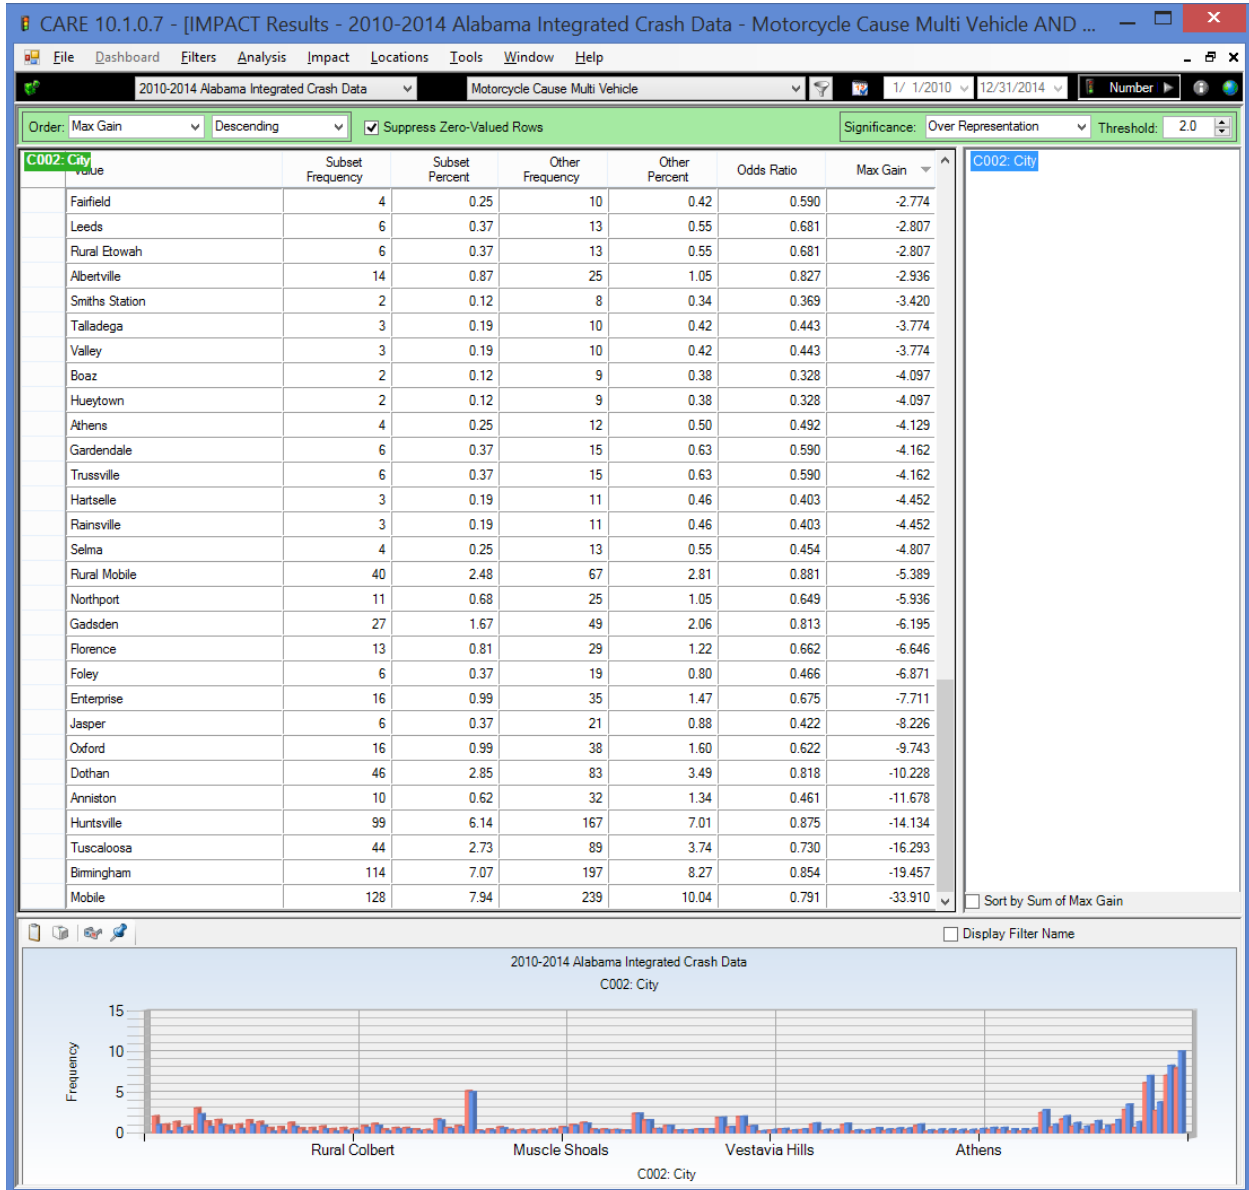 CARE 10.1.0.7 - [IMPACT Results - 2010-2014 Alabama Integrated Crash Data - Motorcycle Cause Multi Vehicle AND ...
File Dashboard Filters Analysis Impact Locations Tools Window Help
2010-2014 Alabama Integrated Crash Data Motorcycle Cause Multi Vehicle 1/ 1/2010 12/31/2014 Number
Order: Max Gain Descending Suppress Zero-Valued Rows Significance: Over Representation Threshold: 2.0
C002: City Value Subset Frequency Subset Percent Other Frequency Other Percent Odds Ratio Max Gain C002: City
Fairfield 4 0.25 10 0.42 0.590 -2.774
Leeds 6 0.37 13 0.55 0.681 -2.807
Rural Etowah 6 0.37 13 0.55 0.681 -2.807
Albertville 14 0.87 25 1.05 0.827 -2.936
Smiths Station 2 0.12 8 0.34 0.369 -3.420
Talladega 3 0.19 10 0.42 0.443 -3.774
Valley 3 0.19 10 0.42 0.443 -3.774
Boaz 2 0.12 9 0.38 0.328 -4.097
Hueytown 2 0.12 9 0.38 0.328 -4.097
Athens 4 0.25 12 0.50 0.492 -4.129
Gardendale 6 0.37 15 0.63 0.590 -4.162
Trussville 6 0.37 15 0.63 0.590 -4.162
Hartselle 3 0.19 11 0.46 0.403 -4.452
Rainsville 3 0.19 11 0.46 0.403 -4.452
Selma 4 0.25 13 0.55 0.454 -4.807
Rural Mobile 40 2.48 67 2.81 0.881 -5.389
Northport 11 0.68 25 1.05 0.649 -5.936
Gadsden 27 1.67 49 2.06 0.813 -6.195
Florence 13 0.81 29 1.22 0.662 -6.646
Foley 6 0.37 19 0.80 0.466 -6.871
Enterprise 16 0.99 35 1.47 0.675 -7.711
Jasper 6 0.37 21 0.88 0.422 -8.226
Oxford 16 0.99 38 1.60 0.622 -9.743
Dothan 46 2.85 83 3.49 0.818 -10.228
Anniston 10 0.62 32 1.34 0.461 -11.678
Huntsville 99 6.14 167 7.01 0.875 -14.134
Tuscaloosa 44 2.73 89 3.74 0.730 -16.293
Birmingham 114 7.07 197 8.27 0.854 -19.457
Mobile 128 7.94 239 10.04 0.791 -33.910
Sort by Sum of Max Gain
Display Filter Name
2010-2014 Alabama Integrated Crash Data
C002: City
15
10
5
0
Frequency
Rural Colbert Muscle Shoals Vestavia Hills Athens
C002: City